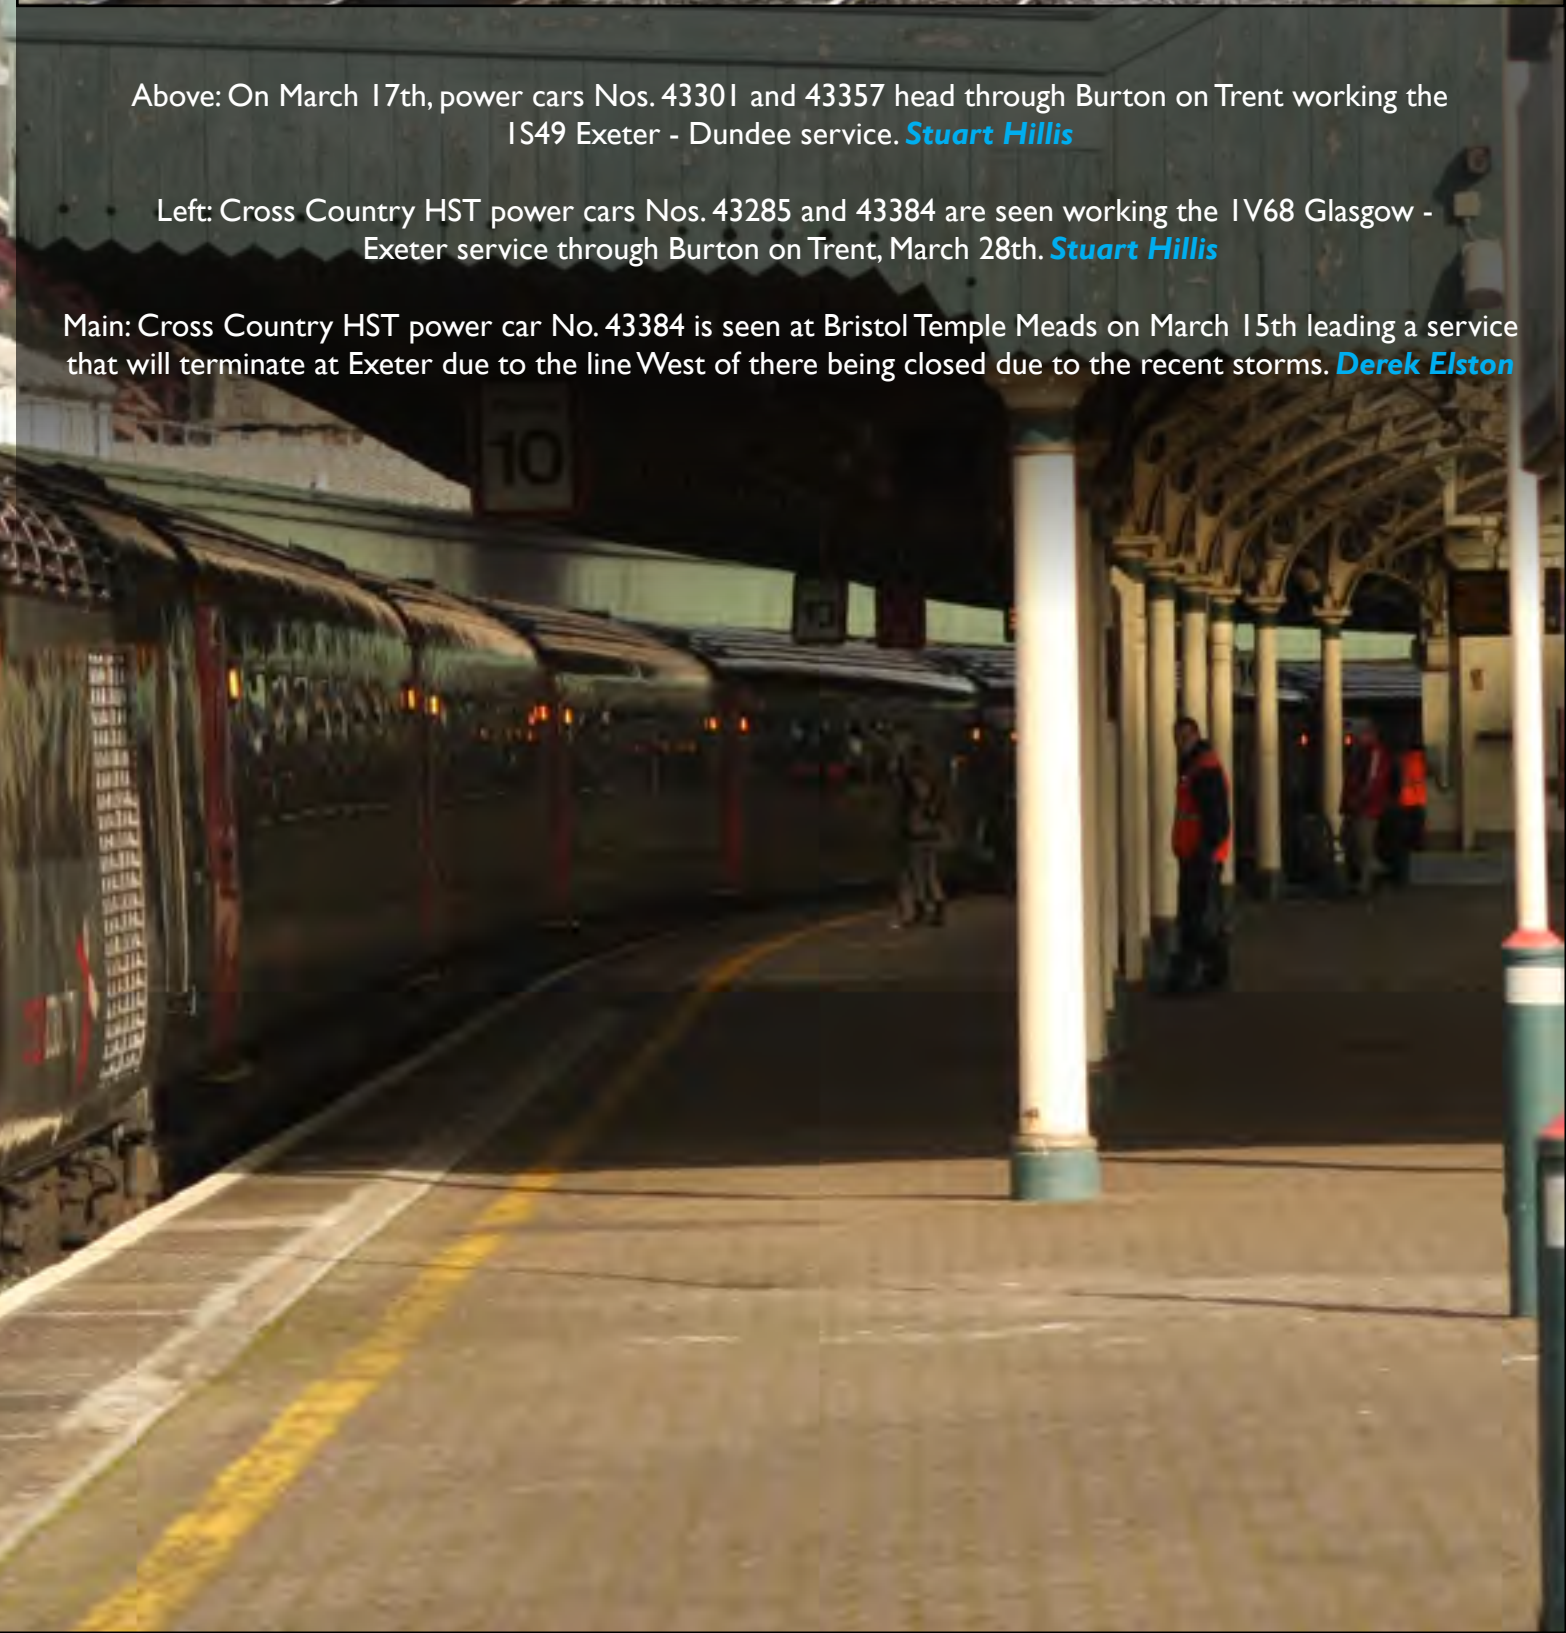 Above: On March 17th, power cars Nos. 43301 and 43357 head through Burton on Trent working the
1S49 Exeter - Dundee service. Stuart Hillis
Left: Cross Country HST power cars Nos. 43285 and 43384 are seen working the 1V68 Glasgow -
Exeter service through Burton on Trent, March 28th. Stuart Hillis
Main: Cross Country HST power car No. 43384 is seen at Bristol Temple Meads on March 15th leading a service
that will terminate at Exeter due to the line West of there being closed due to the recent storms. Derek Elston
10